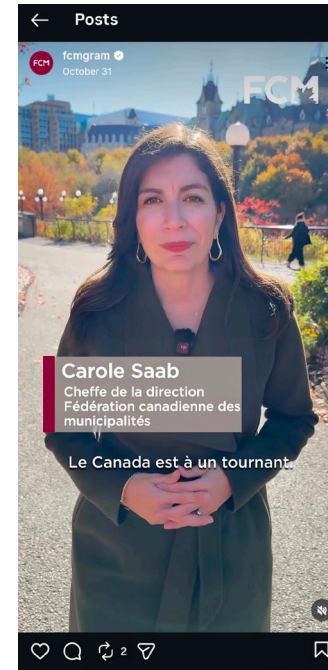 Posts
FCM
fcmgram
October 31
FCM
Carole Saab
Cheffe de la direction
Fédération canadienne des
municipalités
Le Canada est à un tournant.
2